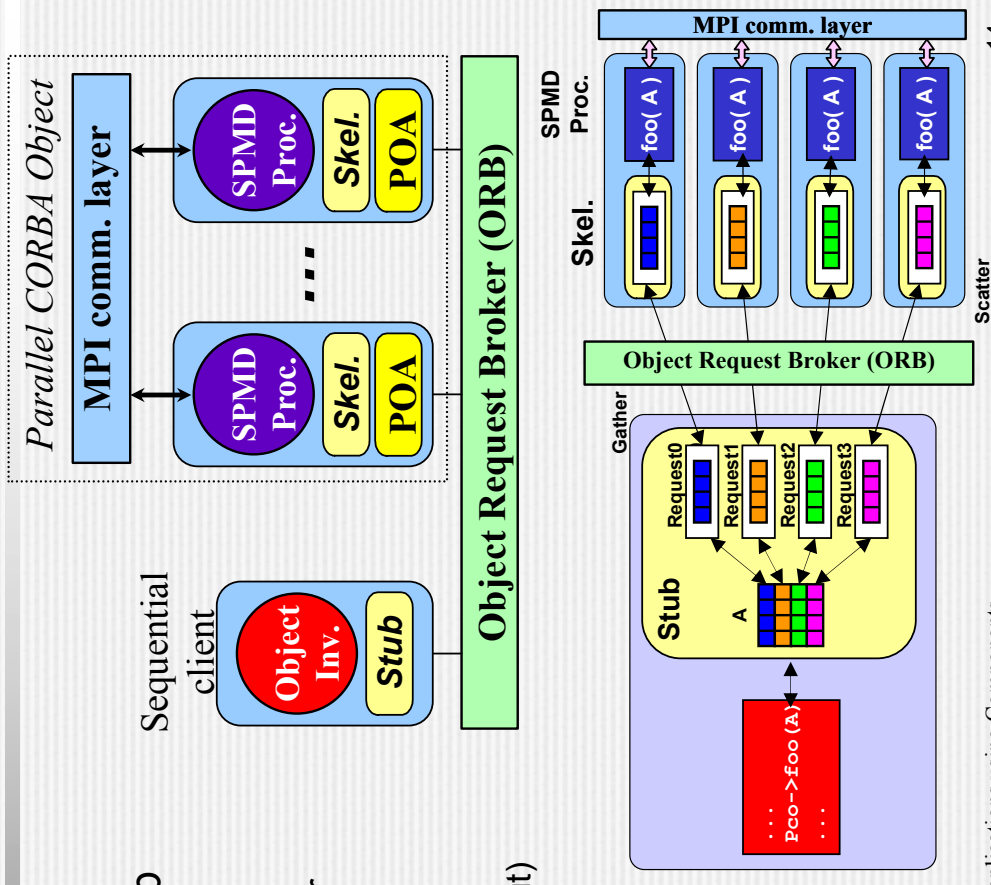 Parallel CORBA Object
MPI comm. layer
Sequential
client
Object
Inv.
Stub
SPMD
Proc.
Skel.
POA
...
SPMD
Proc.
Skel.
POA
Object Request Broker (ORB)
t)
Gather
Stub
A
Request0
Request1
Request2
Request3
...
Pco->foo(A)
...
Object Request Broker (ORB)
Scatter
Skel.
SPMD
Proc.
foo( A )
foo( A )
foo( A )
foo( A )
MPI comm. layer